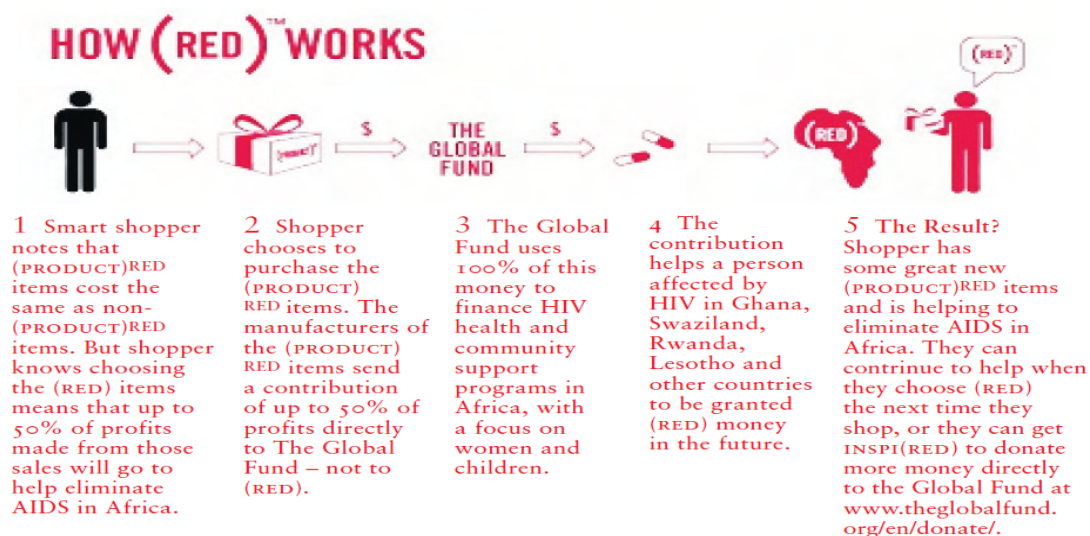 HOW (RED)™ WORKS
(RED)™
$
THE
GLOBAL
FUND
$
(RED)
1 Smart shopper
notes that
(PRODUCT)RED
items cost the
same as non-
(PRODUCT)RED
items. But shopper
knows choosing
the (RED) items
means that up to
50% of profits
made from those
sales will go to
help eliminate
AIDS in Africa.
2 Shopper
chooses to
purchase the
(PRODUCT)
RED items. The
manufacturers of
the (PRODUCT)
RED items send
a contribution
of up to 50% of
profits directly
to The Global
Fund – not to
(RED).
3 The Global
Fund uses
100% of this
money to
finance HIV
health and
community
support
programs in
Africa, with
a focus on
women and
children.
4 The
contribution
helps a person
affected by
HIV in Ghana,
Swaziland,
Rwanda,
Lesotho and
other countries
to be granted
(RED) money
in the future.
5 The Result?
Shopper has
some great new
(PRODUCT)RED items
and is helping to
eliminate AIDS in
Africa. They can
continue to help when
they choose (RED)
the next time they
shop, or they can get
INSPI(RED) to donate
more money directly
to the Global Fund at
www.theglobalfund.
org/en/donate/.